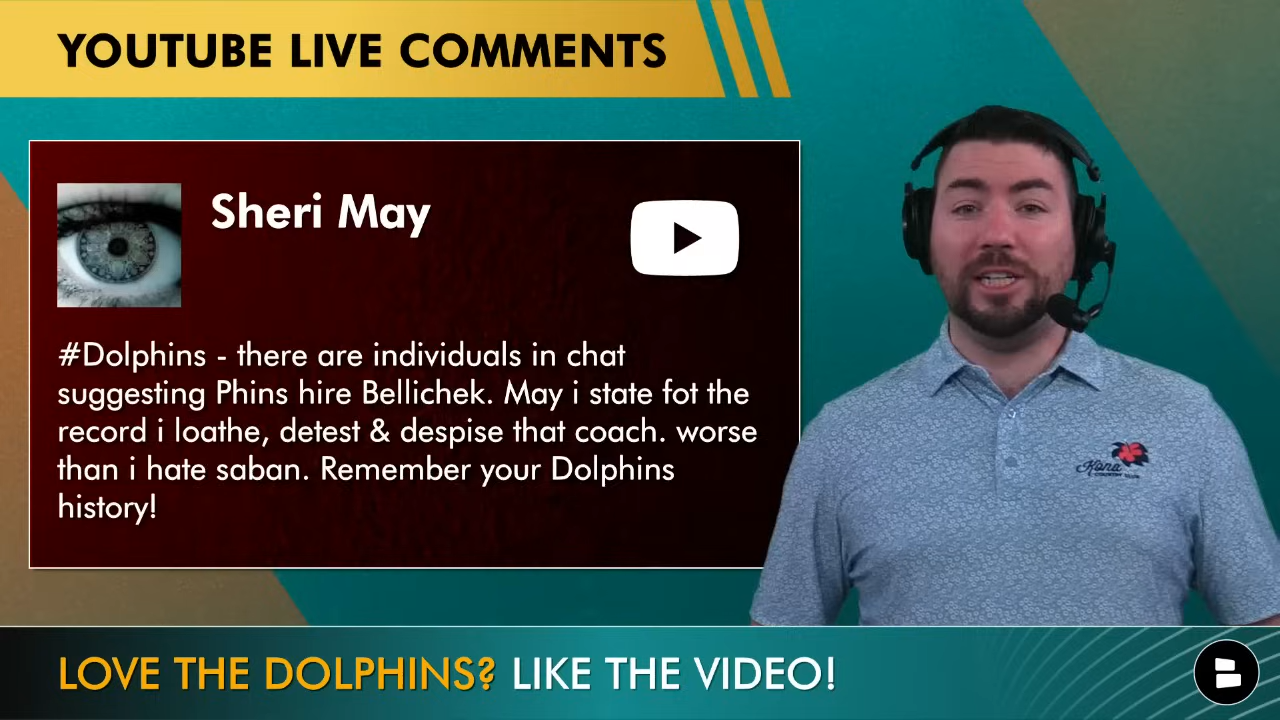 YOUTUBE LIVE COMMENTS
Sheri May
#Dolphins - there are individuals in chat
suggesting Phins hire Bellichek. May i state fot the
record i loathe, detest & despise that coach. worse
than i hate saban. Remember your Dolphins
history!
Kona
LOVE THE DOLPHINS? LIKE THE VIDEO!